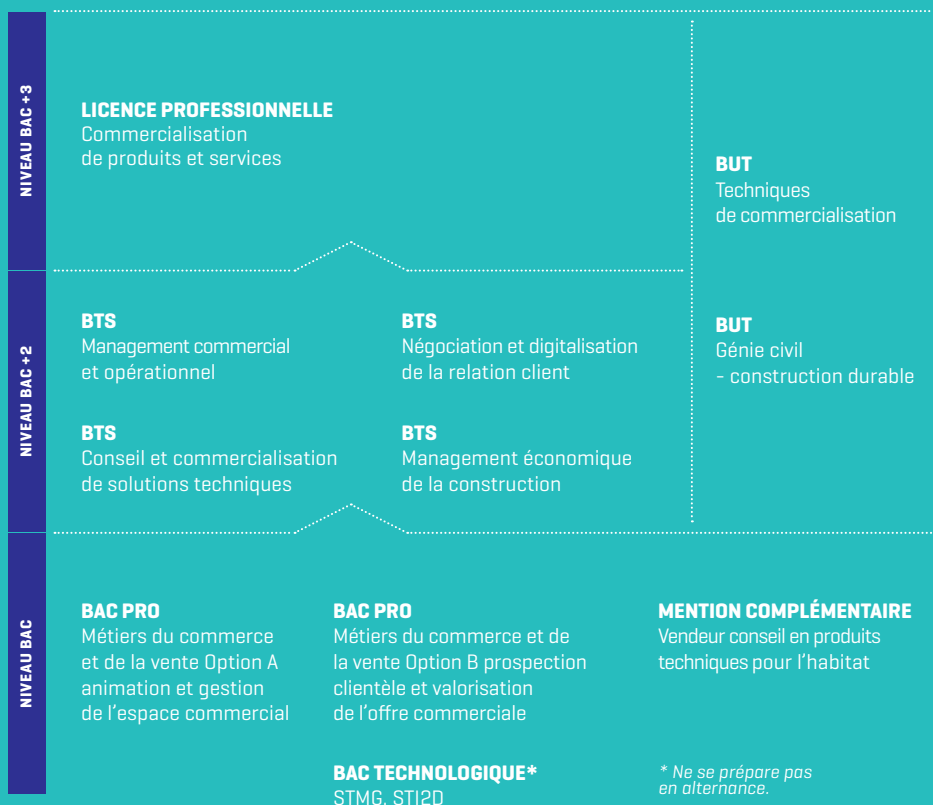 NIVEAU BAC +3
LICENCE PROFESSIONNELLE
Commercialisation
de produits et services
BUT
Techniques
de commercialisation
NIVEAU BAC +2
BTS
Management commercial
et opérationnel
BTS
Négociation et digitalisation
de la relation client
BTS
Conseil et commercialisation
de solutions techniques
BTS
Management économique
de la construction
BUT
Génie civil
- construction durable
NIVEAU BAC
BAC PRO
Métiers du commerce
et de la vente Option A
animation et gestion
de l'espace commercial
BAC PRO
Métiers du commerce et de
la vente Option B prospection
clientèle et valorisation
de l'offre commerciale
BAC TECHNOLOGIQUE*
STMG, STI2D
MENTION COMPLÉMENTAIRE
Vendeur conseil en produits
techniques pour l'habitat
* Ne se prépare pas
en alternance.